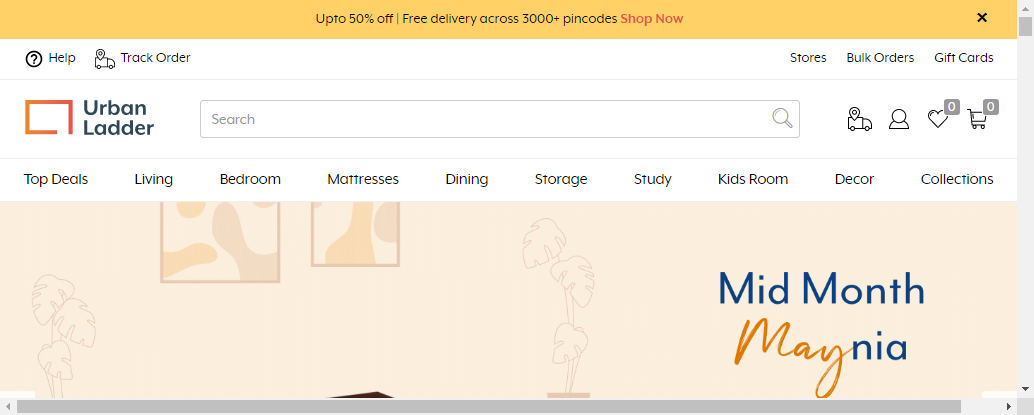 Upto 50% off | Free delivery across 3000+ pincodes Shop Now
Help Track Order Stores Bulk Orders Gift Cards
Urban
Ladder
Search
0 0
Top Deals Living Bedroom Mattresses Dining Storage Study Kids Room Decor Collections
Mid Month
Maynia